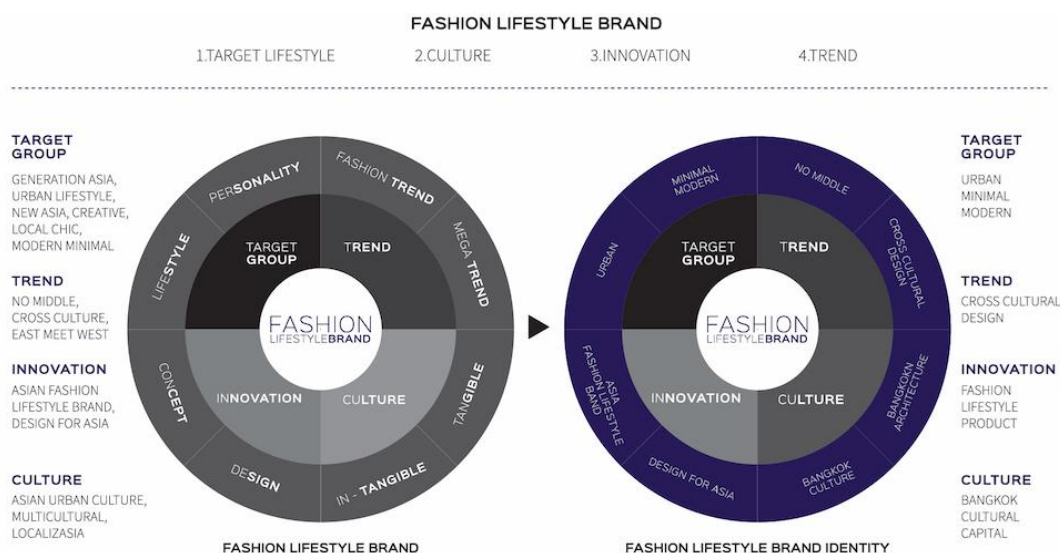 FASHION LIFESTYLE BRAND
1.TARGET LIFESTYLE
2.CULTURE
3.INNOVATION
4.TREND
TARGET
GROUP
GENERATION ASIA,
URBAN LIFESTYLE,
NEW ASIA, CREATIVE,
LOCAL CHIC,
MODERN MINIMAL
TREND
NO MIDDLE,
CROSS CULTURE,
EAST MEET WEST
INNOVATION
ASIAN FASHION
LIFESTYLE BRAND,
DESIGN FOR ASIA
CULTURE
ASIAN URBAN CULTURE,
MULTICULTURAL,
LOCALIZASIA
PERSONALITY
FASHION TREND
LIFESTYLE
MEGA TREND
TARGET
GROUP
TREND
FASHION
LIFESTYLEBRAND
INNOVATION
CULTURE
CONCEPT
TANGIBLE
DESIGN
IN - TANGIBLE
FASHION LIFESTYLE BRAND
MINIMAL
MODERN
NO MIDDLE
URBAN
CROSS CULTURAL
DESIGN
TARGET
GROUP
TREND
FASHION
LIFESTYLEBRAND
INNOVATION
CULTURE
ASIA
FASHION LIFESTYLE
BAND
BANGKOKN
ARCHITECTURE
DESIGN FOR ASIA
BANGKOK
CULTURE
FASHION LIFESTYLE BRAND IDENTITY
TARGET
GROUP
URBAN
MINIMAL
MODERN
TREND
CROSS CULTURAL
DESIGN
INNOVATION
FASHION
LIFESTYLE
PRODUCT
CULTURE
BANGKOK
CULTURAL
CAPITAL